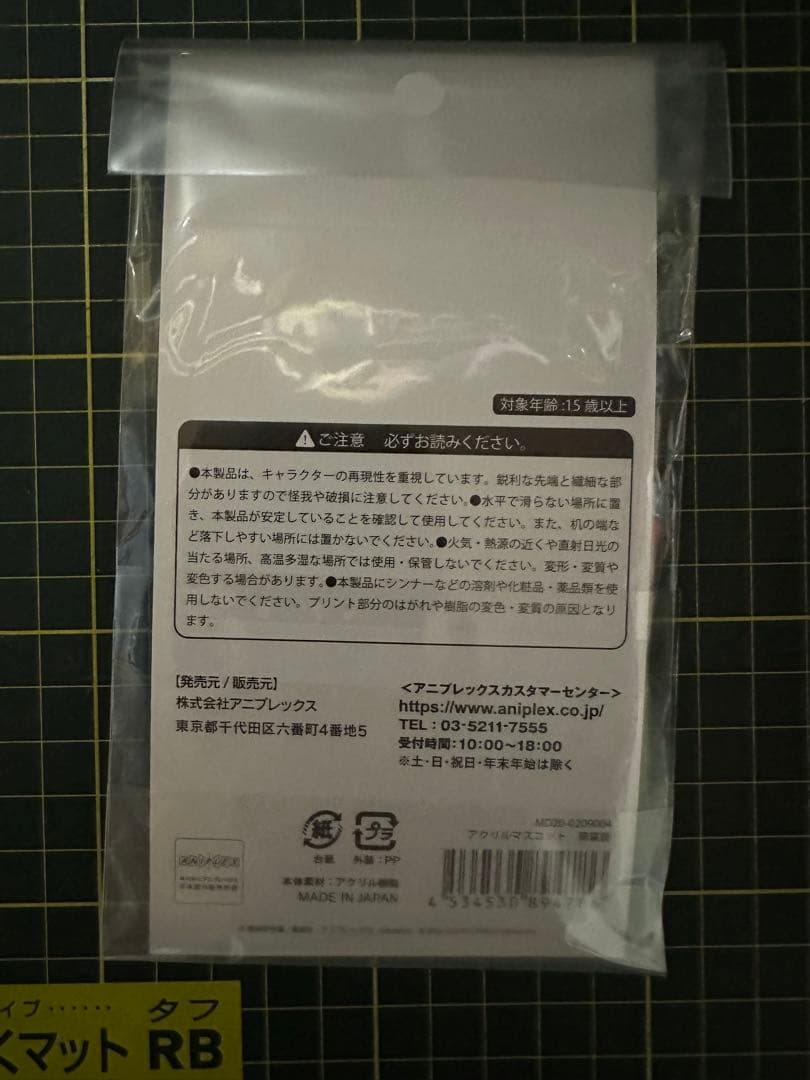 対象年齢:15歳以上
ご注意 必ずお読みください。
●本製品は、キャラクターの再現性を重視しています。鋭利な先端と繊細な部
分がありますので怪我や破損に注意してください。●水平で滑らない場所に置
き、本製品が安定していることを確認して使用してください。また、机の端な
ど落下しやすい場所には置かないでください。●火気・熱源の近くや直射日光の
当たる場所、高温多湿な場所では使用・保管しないでください。変形・変質や
変色する場合があります。●本製品にシンナーなどの溶剤や化粧品・薬品類を使
用しないでください。プリント部分のはがれや樹脂の変色・変質の原因となり
ます。
【発売元/販売元】
株式会社アニプレックス
東京都千代田区六番町4番地5
<アニプレックスカスタマーセンター>
https://www.aniplex.co.jp/
TEL:03-5211-7555
受付時間:10:00〜18:00
※土・日・祝日・年末年始は除く
紙
台紙
プラ
外装:PP
本体素材:アクリル樹脂
MADE IN JAPAN
ANIPLEX
MD20-0209004
アクリルマスコット
4 534530
イプ…… タフ
くマット RB